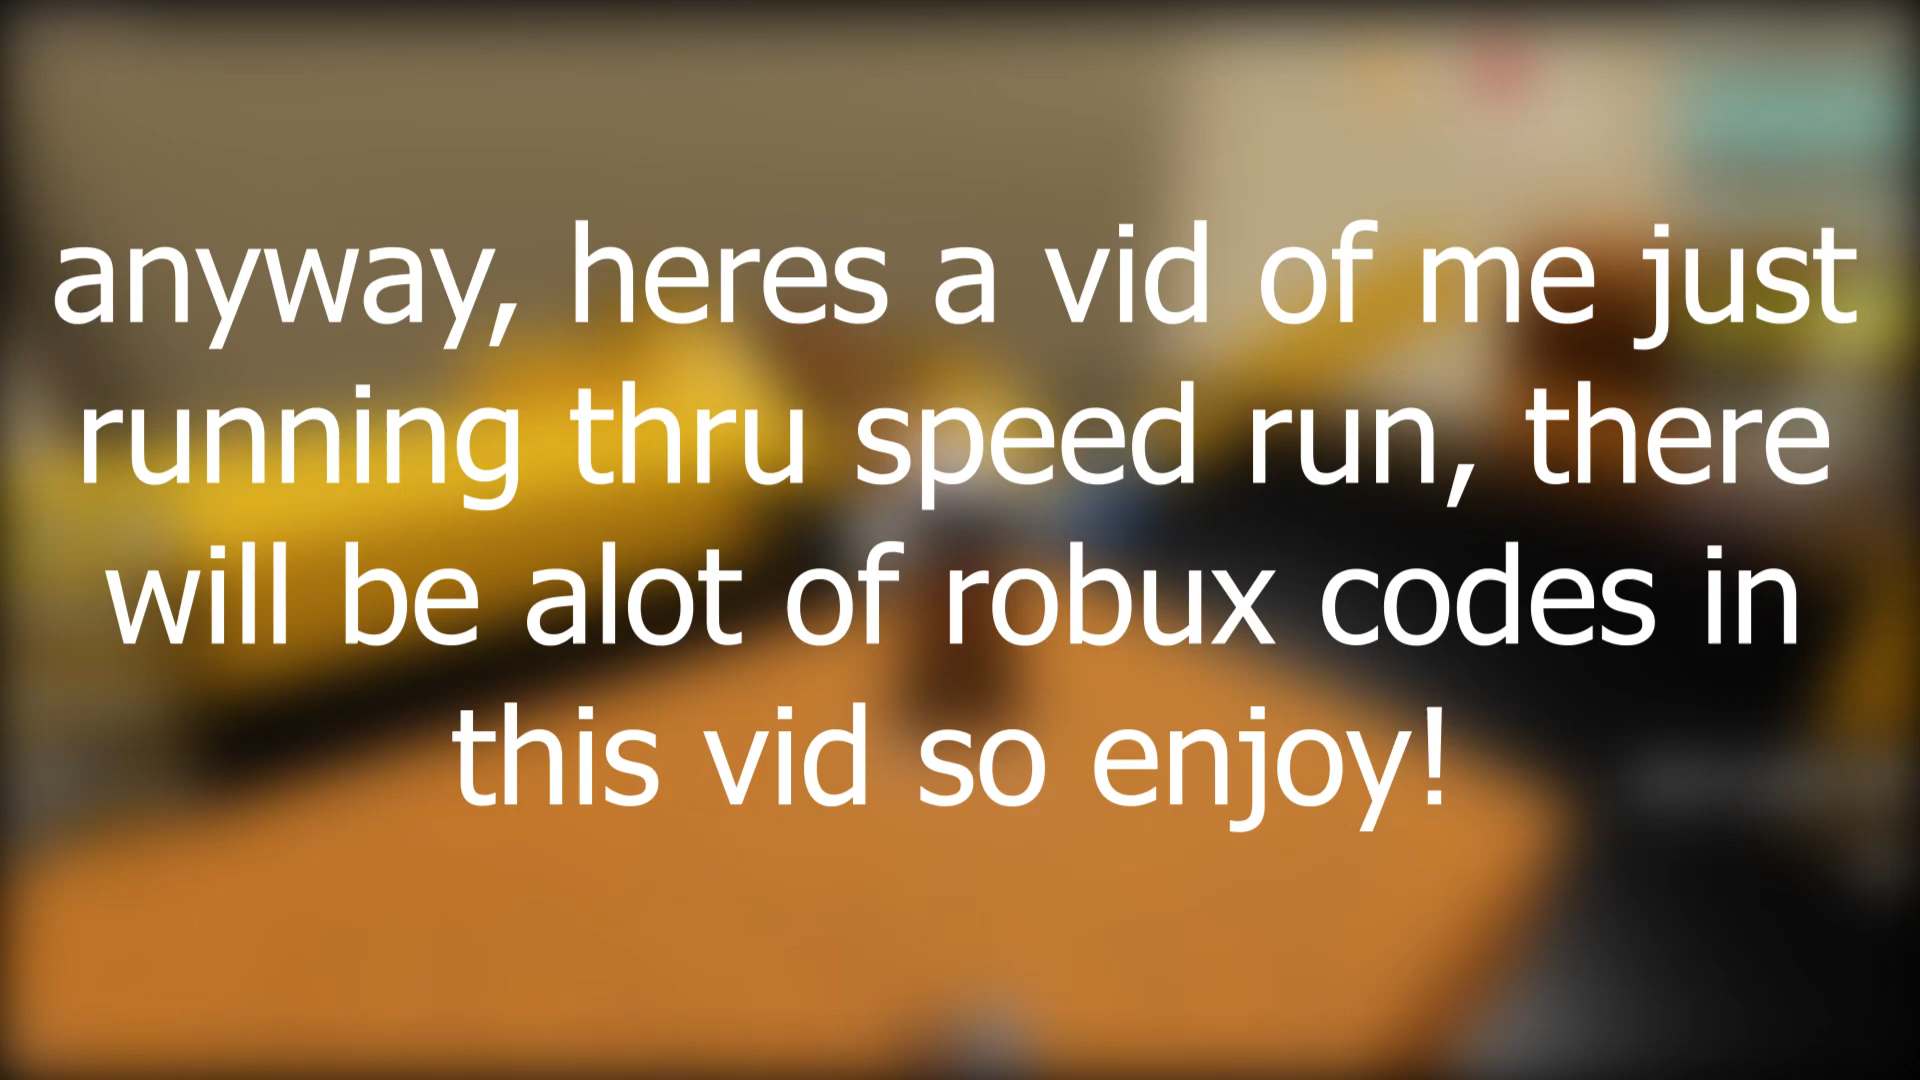 anyway, heres a vid of me just
running thru speed run, there
will be alot of robux codes in
this vid so enjoy!